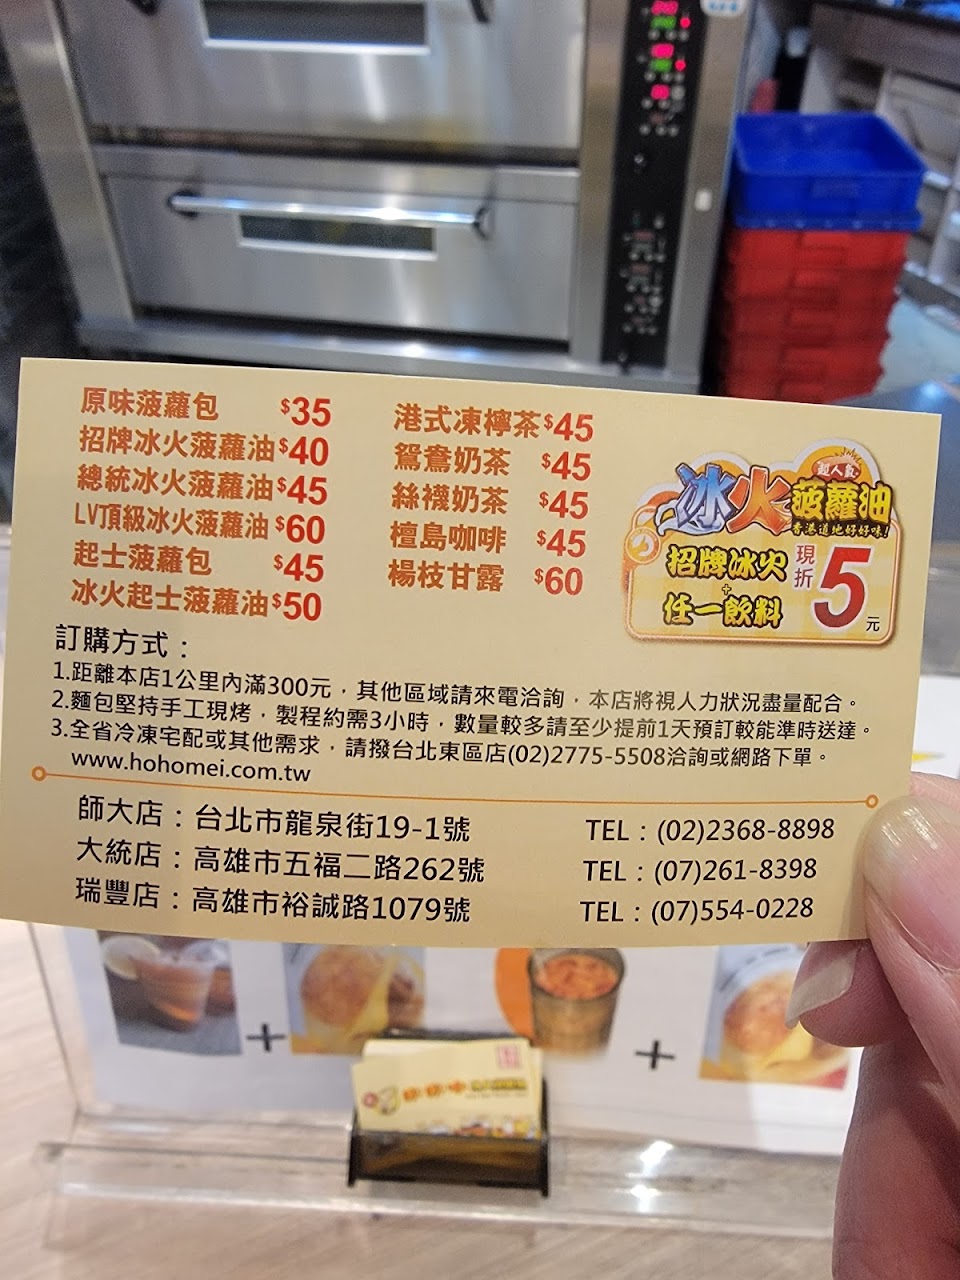 原味菠蘿包 $35
招牌冰火菠蘿油 $40
總統冰火菠蘿油 $45
LV頂級冰火菠蘿油 $60
起士菠蘿包 $45
冰火起士菠蘿油 $50
港式凍檸茶 $45
鴛鴦奶茶 $45
絲襪奶茶 $45
檀島咖啡 $45
楊枝甘露 $60
超人氣
冰火菠蘿油
香港道地好好味!
招牌冰火
+
任一飲料
現折5元
訂購方式：
1.距離本店1公里內滿300元，其他區域請來電洽詢，本店將視人力狀況盡量配合。
2.麵包堅持手工現烤，製程約需3小時，數量較多請至少提前1天預訂較能準時送達。
3.全省冷凍宅配或其他需求，請撥台北東區店(02)2775-5508洽詢或網路下單。
www.hohomei.com.tw
師大店：台北市龍泉街19-1號 TEL：(02)2368-8898
大統店：高雄市五福二路262號 TEL：(07)261-8398
瑞豐店：高雄市裕誠路1079號 TEL：(07)554-0228
+
+